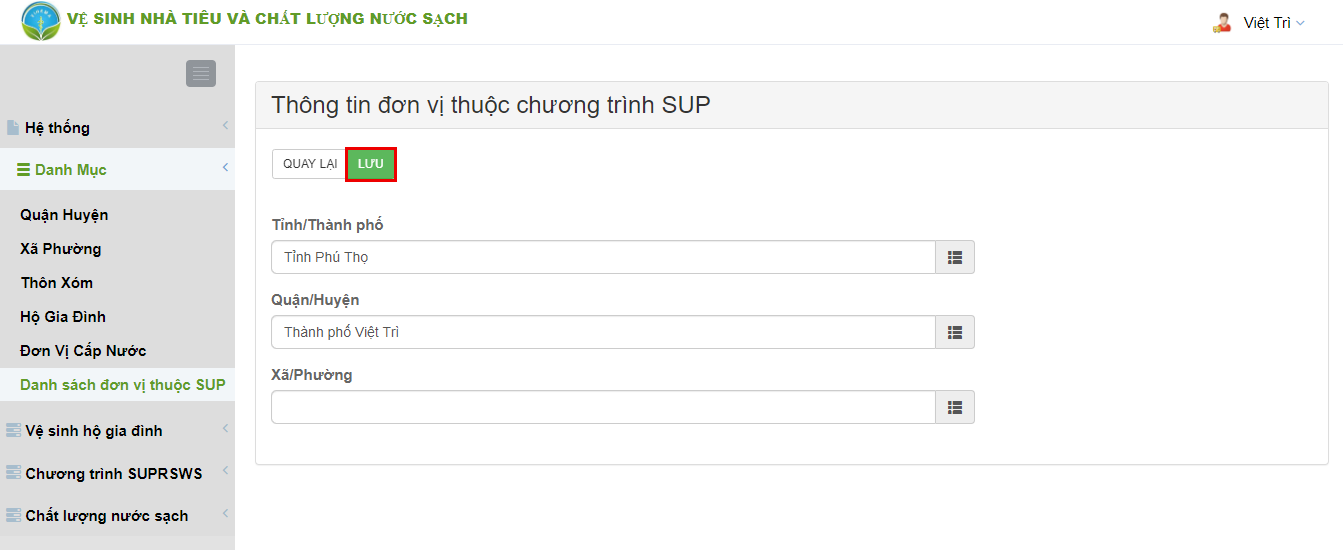 VỆ SINH NHÀ TIÊU VÀ CHẤT LƯỢNG NƯỚC SẠCH
Việt Trì
Hệ thống
Danh Mục
Quận Huyện
Xã Phường
Thôn Xóm
Hộ Gia Đình
Đơn Vị Cấp Nước
Danh sách đơn vị thuộc SUP
Vệ sinh hộ gia đình
Chương trình SUPRSWS
Chất lượng nước sạch
Thông tin đơn vị thuộc chương trình SUP
QUAY LẠI LƯU
Tỉnh/Thành phố
Tỉnh Phú Thọ
Quận/Huyện
Thành phố Việt Trì
Xã/Phường